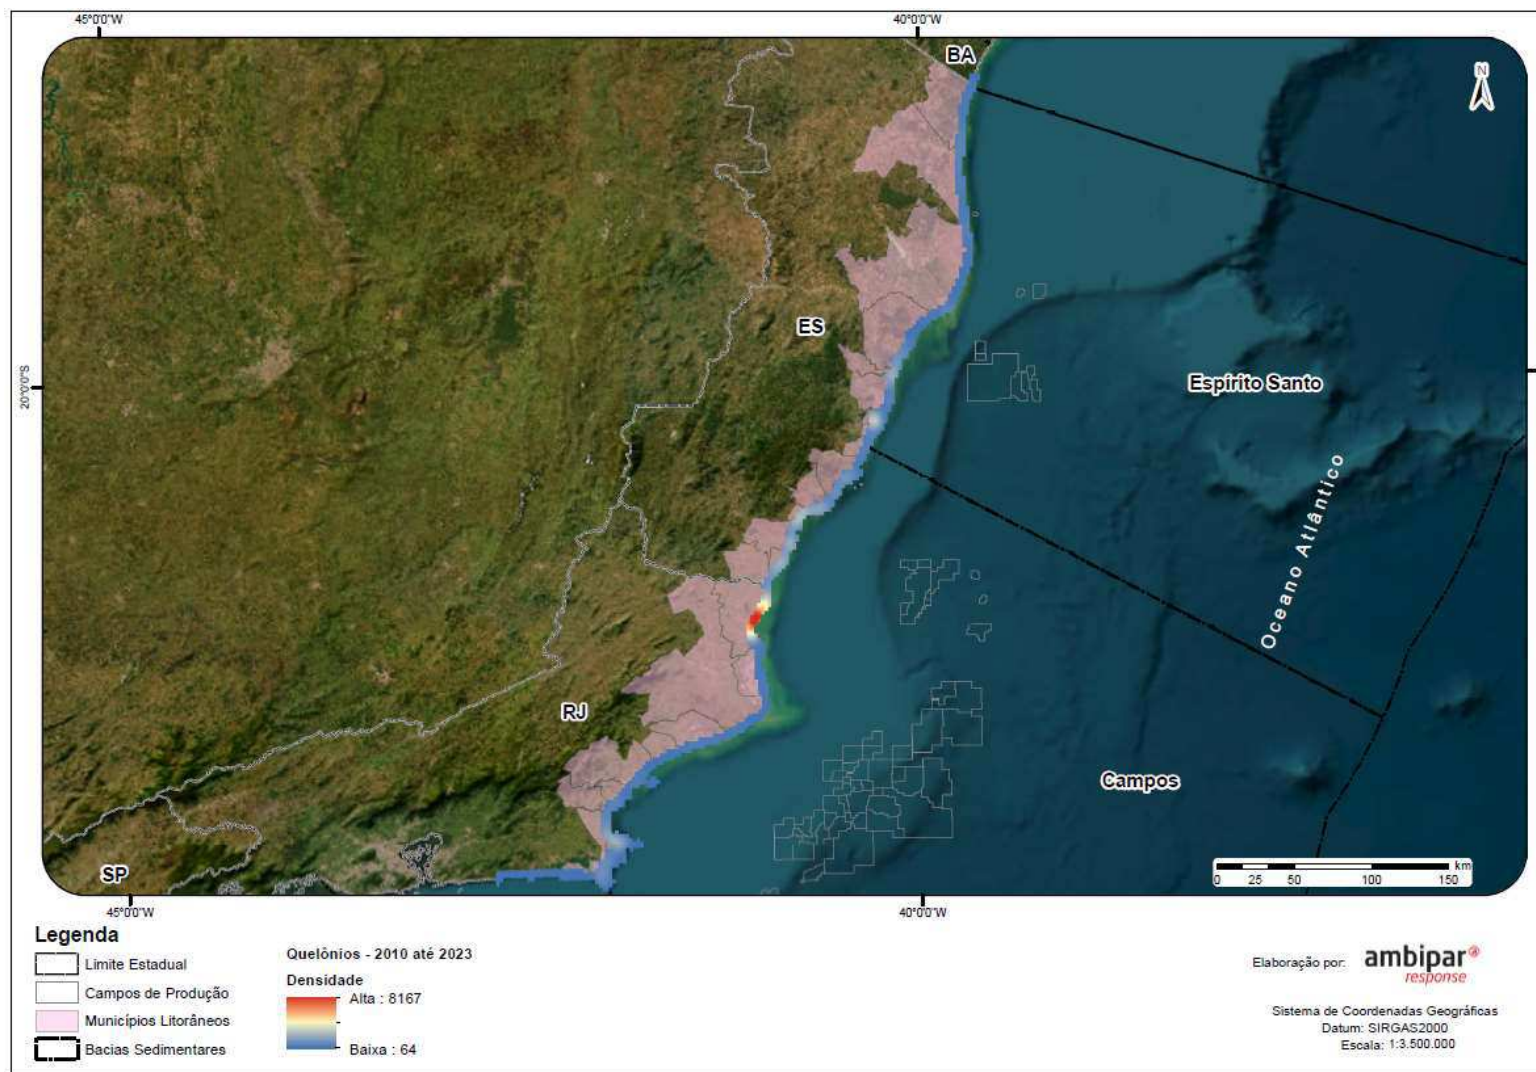 45°0'0"W
40°0'0"W
BA
N
ES
20°0'0"S
Espírito Santo
Oceano Atlântico
RJ
Campos
SP
km
0 25 50 100 150
45°0'0"W
40°0'0"W
Legenda
Limite Estadual
Campos de Produção
Municípios Litorâneos
Bacias Sedimentares
Quelônios - 2010 até 2023
Densidade
Alta : 8167
Baixa : 64
Elaboração por:
ambipar
response
Sistema de Coordenadas Geográficas
Datum: SIRGAS2000
Escala: 1:3.500.000